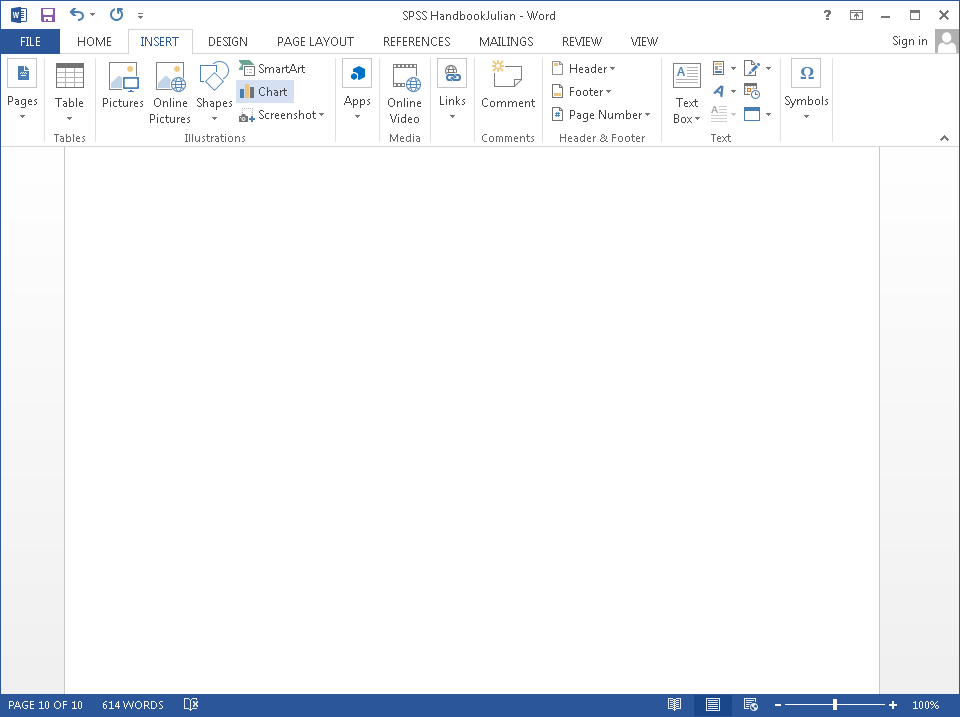 SPSS HandbookJulian - Word
FILE HOME INSERT DESIGN PAGE LAYOUT REFERENCES MAILINGS REVIEW VIEW Sign in
Pages
Table
Tables
Pictures
Online Pictures
Shapes
SmartArt
Chart
Screenshot
Illustrations
Apps
Online Video
Media
Links
Comment
Comments
Header
Footer
Page Number
Header & Footer
Text Box
Text
Symbols
PAGE 10 OF 10 614 WORDS 100%